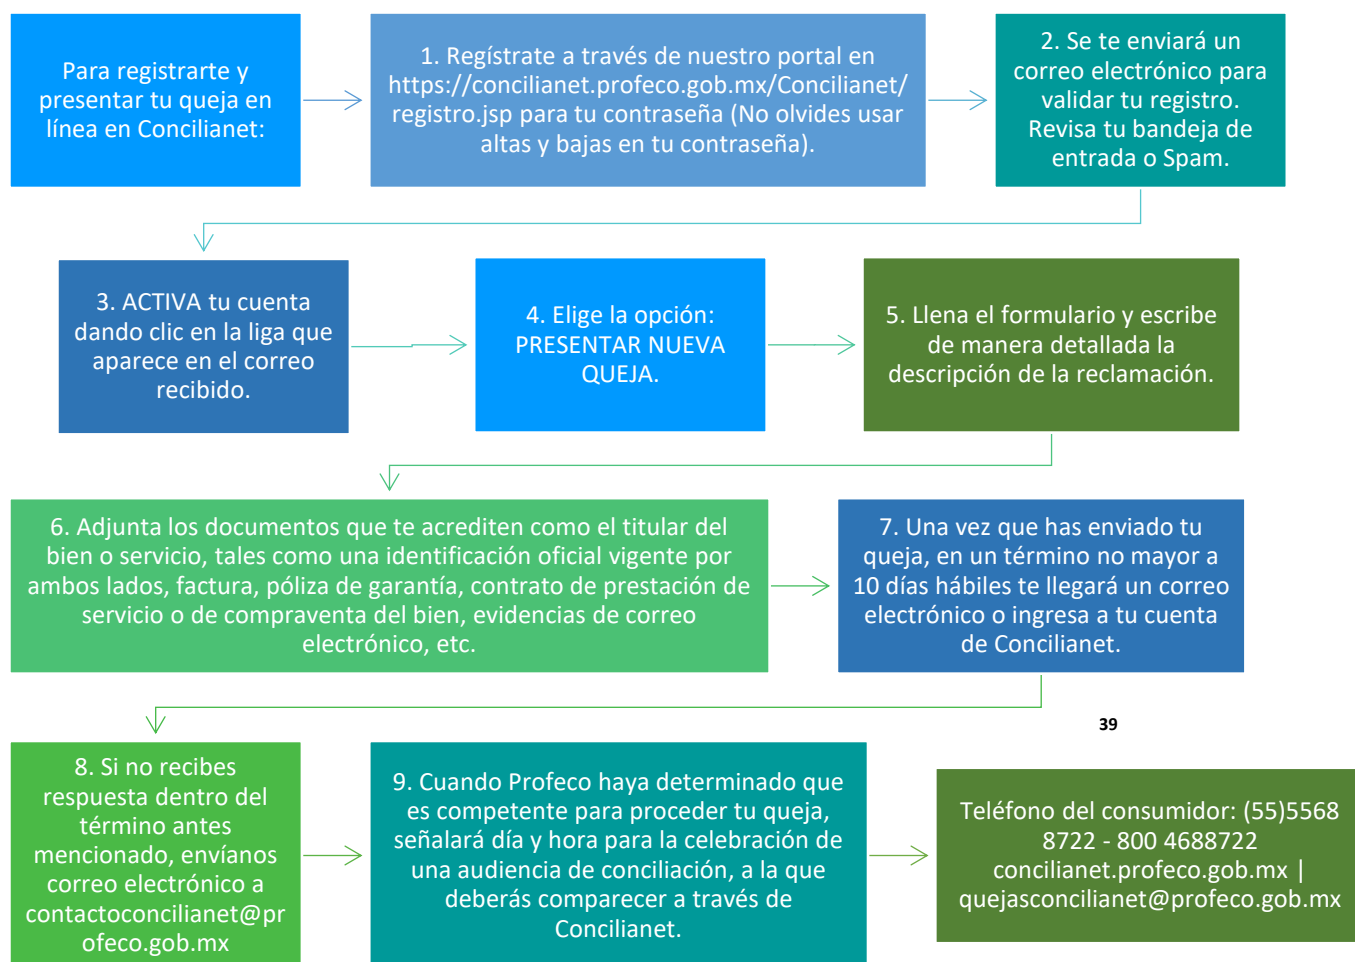 Para registrarte y
presentar tu queja en
línea en Concilianet:
1. Regístrate a través de nuestro portal en
https://concilianet.profeco.gob.mx/Concilianet/
registro.jsp para tu contraseña (No olvides usar
altas y bajas en tu contraseña).
2. Se te enviará un
correo electrónico para
validar tu registro.
Revisa tu bandeja de
entrada o Spam.
3. ACTIVA tu cuenta
dando clic en la liga que
aparece en el correo
recibido.
4. Elige la opción:
PRESENTAR NUEVA
QUEJA.
5. Llena el formulario y escribe
de manera detallada la
descripción de la reclamación.
6. Adjunta los documentos que te acrediten como el titular del
bien o servicio, tales como una identificación oficial vigente por
ambos lados, factura, póliza de garantía, contrato de prestación de
servicio o de compraventa del bien, evidencias de correo
electrónico, etc.
7. Una vez que has enviado tu
queja, en un término no mayor a
10 días hábiles te llegará un correo
electrónico o ingresa a tu cuenta
de Concilianet.
39
8. Si no recibes
respuesta dentro del
término antes
mencionado, envíanos
correo electrónico a
contactoconcilianet@pr
ofeco.gob.mx
9. Cuando Profeco haya determinado que
es competente para proceder tu queja,
señalará día y hora para la celebración de
una audiencia de conciliación, a la que
deberás comparecer a través de
Concilianet.
Teléfono del consumidor: (55)5568
8722 - 800 4688722
concilianet.profeco.gob.mx |
quejasconcilianet@profeco.gob.mx